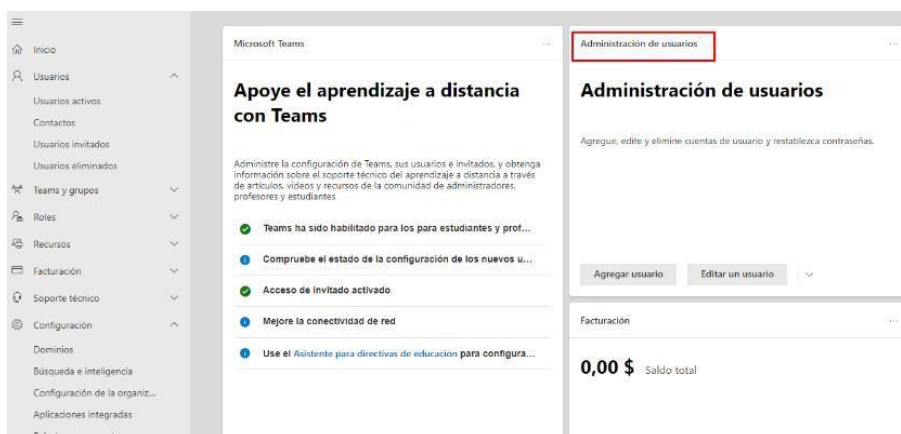 Inicio
Usuarios
Usuarios activos
Contactos
Usuarios invitados
Usuarios eliminados
Teams y grupos
Roles
Recursos
Facturación
Soporte técnico
Configuración
Dominios
Búsqueda e inteligencia
Configuración de la organiz...
Aplicaciones integradas
Microsoft Teams
Apoye el aprendizaje a distancia
con Teams
Administre la configuración de Teams, sus usuarios e invitados, y obtenga
información sobre el soporte técnico del aprendizaje a distancia a través
de artículos, vídeos y recursos de la comunidad de administradores,
profesores y estudiantes
Teams ha sido habilitado para los para estudiantes y prof...
Compruebe el estado de la configuración de los nuevos u...
Acceso de invitado activado
Mejore la conectividad de red
Use el Asistente para directivas de educación para configura...
Administración de usuarios
Administración de usuarios
Agregue, edite y elimine cuentas de usuario y restablezca contraseñas.
Agregar usuario Editar un usuario
Facturación
0,00 $ Saldo total